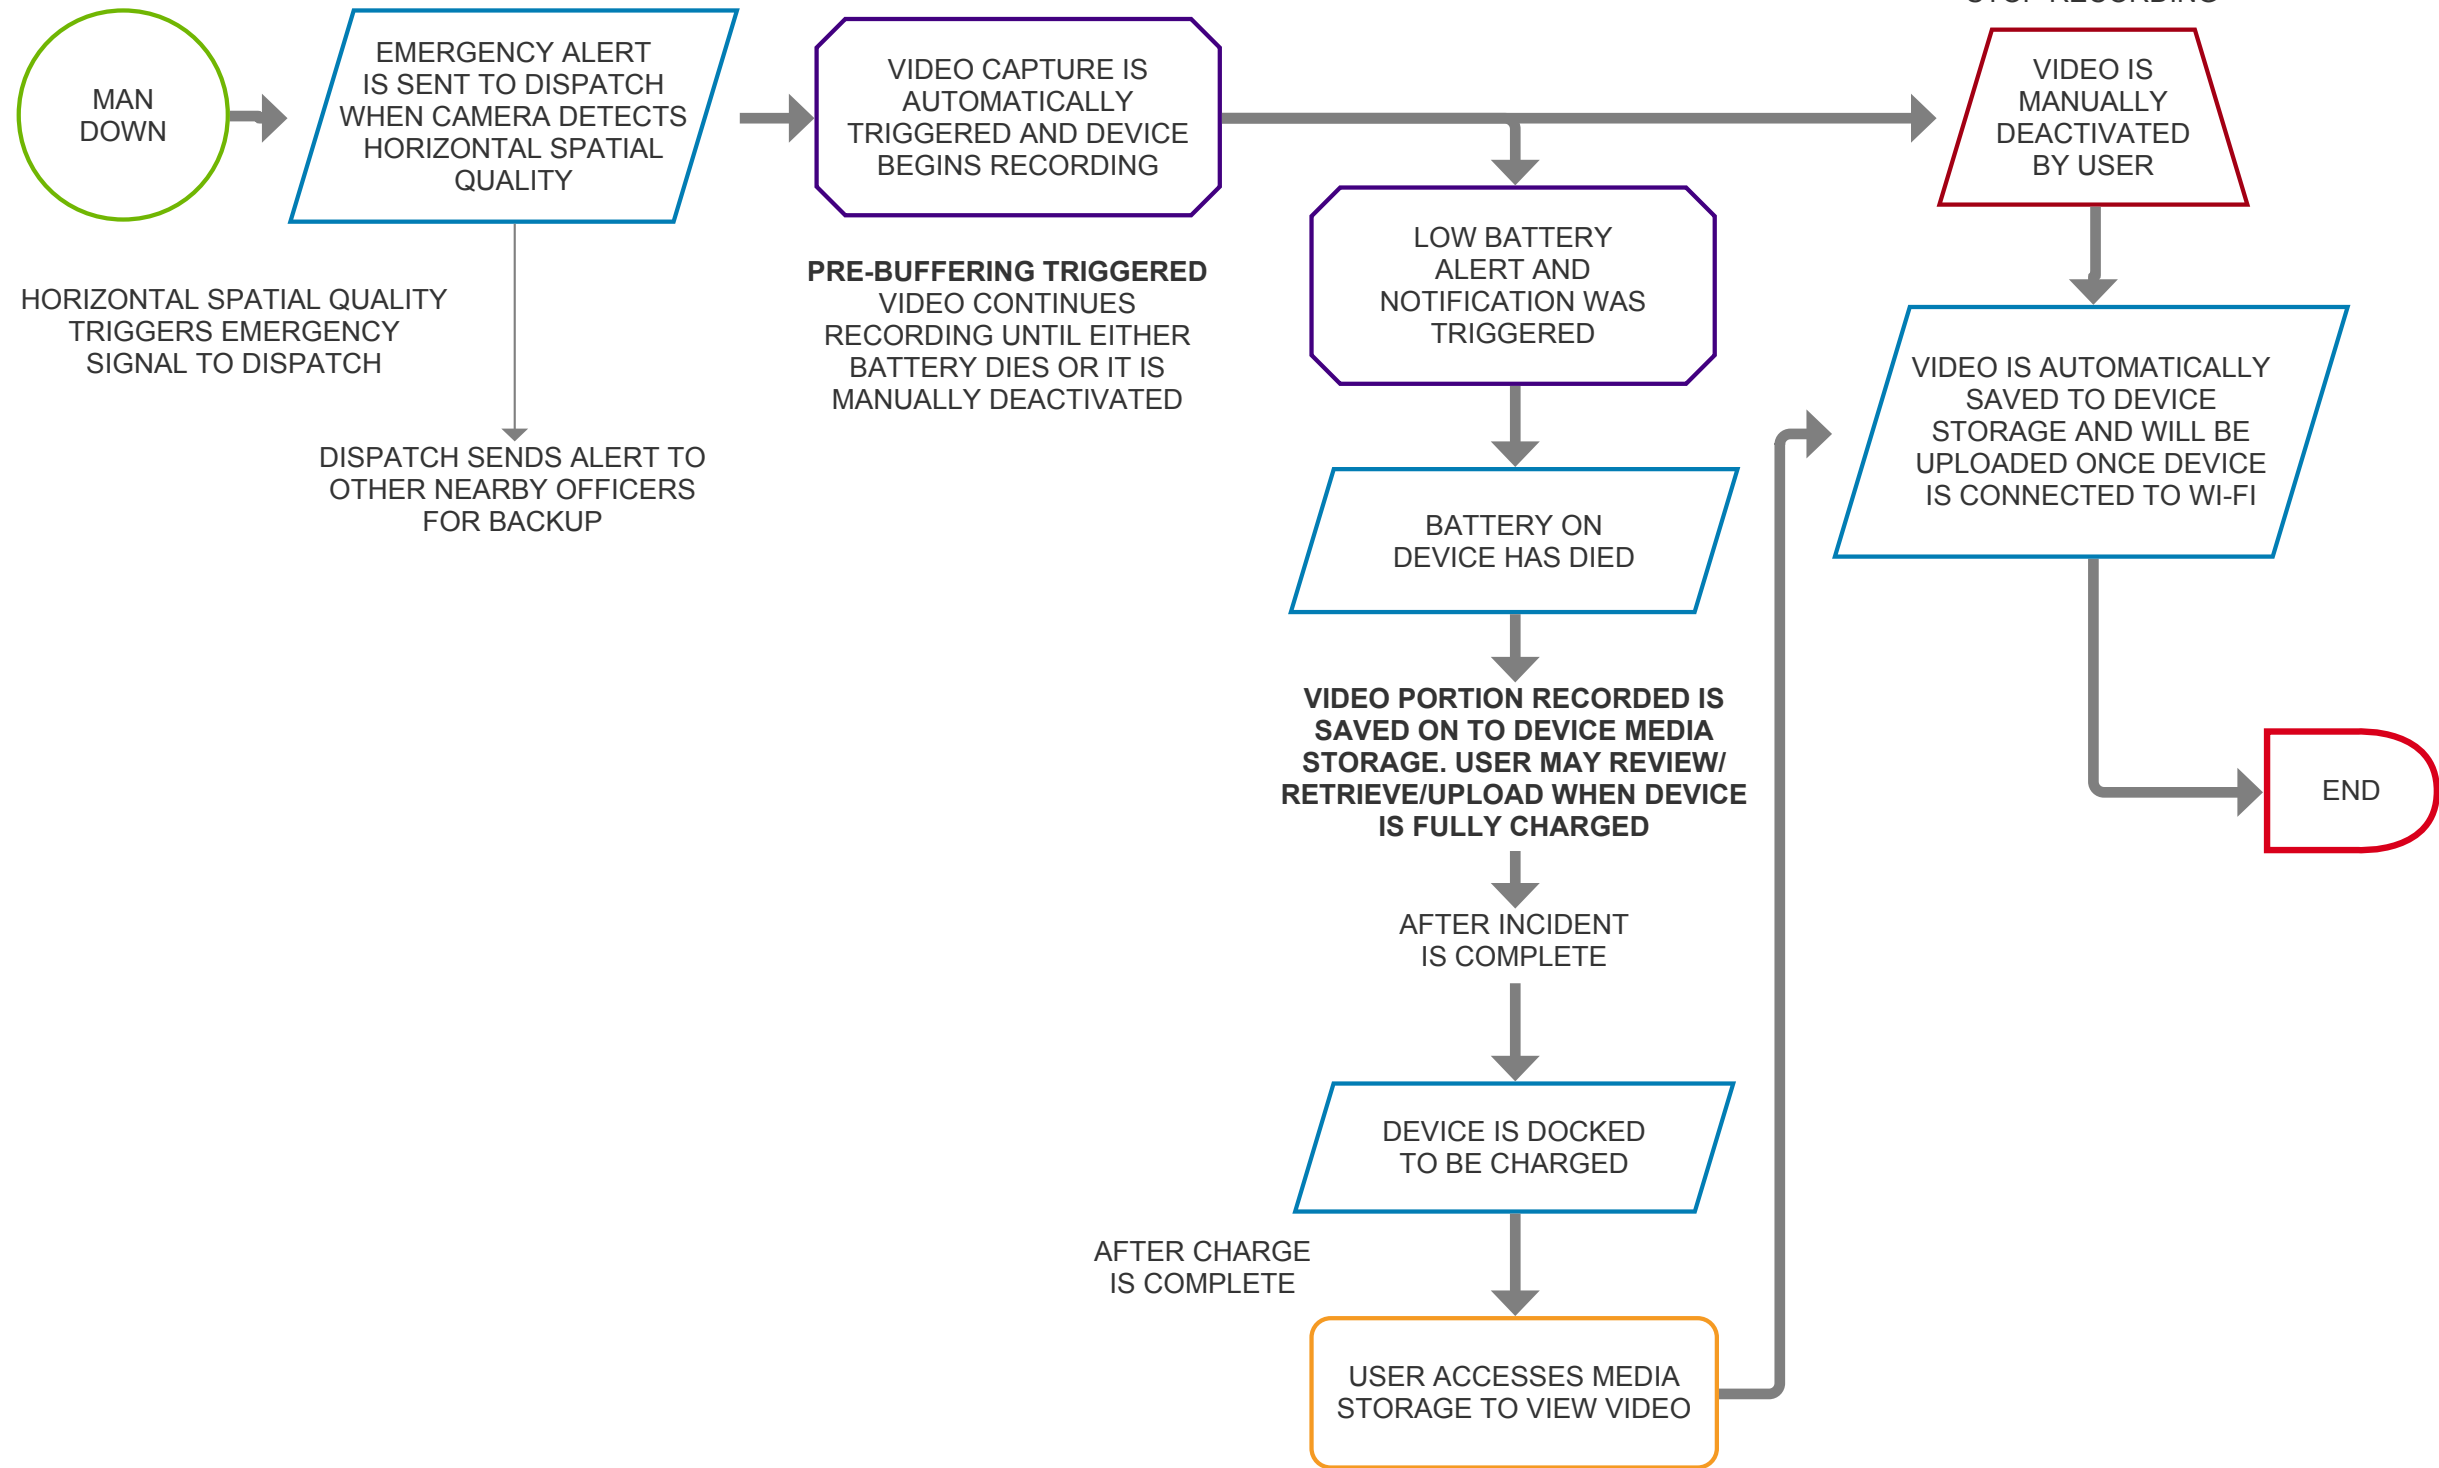 MAN
DOWN
EMERGENCY ALERT
IS SENT TO DISPATCH
WHEN CAMERA DETECTS
HORIZONTAL SPATIAL
QUALITY
VIDEO CAPTURE IS
AUTOMATICALLY
TRIGGERED AND DEVICE
BEGINS RECORDING
STOP RECORDING
VIDEO IS
MANUALLY
DEACTIVATED
BY USER
HORIZONTAL SPATIAL QUALITY
TRIGGERS EMERGENCY
SIGNAL TO DISPATCH
PRE-BUFFERING TRIGGERED
VIDEO CONTINUES
RECORDING UNTIL EITHER
BATTERY DIES OR IT IS
MANUALLY DEACTIVATED
LOW BATTERY
ALERT AND
NOTIFICATION WAS
TRIGGERED
VIDEO IS AUTOMATICALLY
SAVED TO DEVICE
STORAGE AND WILL BE
UPLOADED ONCE DEVICE
IS CONNECTED TO WI-FI
DISPATCH SENDS ALERT TO
OTHER NEARBY OFFICERS
FOR BACKUP
BATTERY ON
DEVICE HAS DIED
VIDEO PORTION RECORDED IS
SAVED ON TO DEVICE MEDIA
STORAGE. USER MAY REVIEW/
RETRIEVE/UPLOAD WHEN DEVICE
IS FULLY CHARGED
END
AFTER INCIDENT
IS COMPLETE
DEVICE IS DOCKED
TO BE CHARGED
AFTER CHARGE
IS COMPLETE
USER ACCESSES MEDIA
STORAGE TO VIEW VIDEO